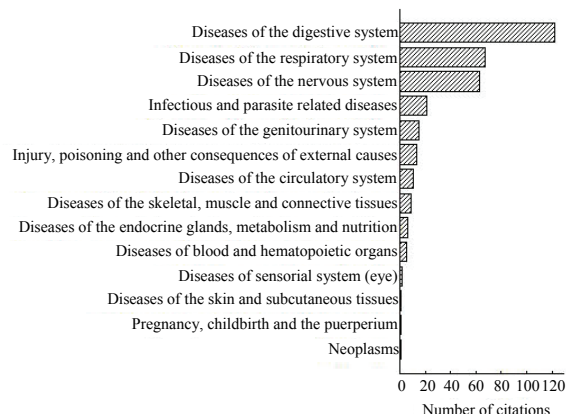 Diseases of the digestive system
Diseases of the respiratory system
Diseases of the nervous system
Infectious and parasite related diseases
Diseases of the genitourinary system
Injury, poisoning and other consequences of external causes
Diseases of the circulatory system
Diseases of the skeletal, muscle and connective tissues
Diseases of the endocrine glands, metabolism and nutrition
Diseases of blood and hematopoietic organs
Diseases of sensorial system (eye)
Diseases of the skin and subcutaneous tissues
Pregnancy, childbirth and the puerperium
Neoplasms
0 20 40 60 80 100 120
Number of citations